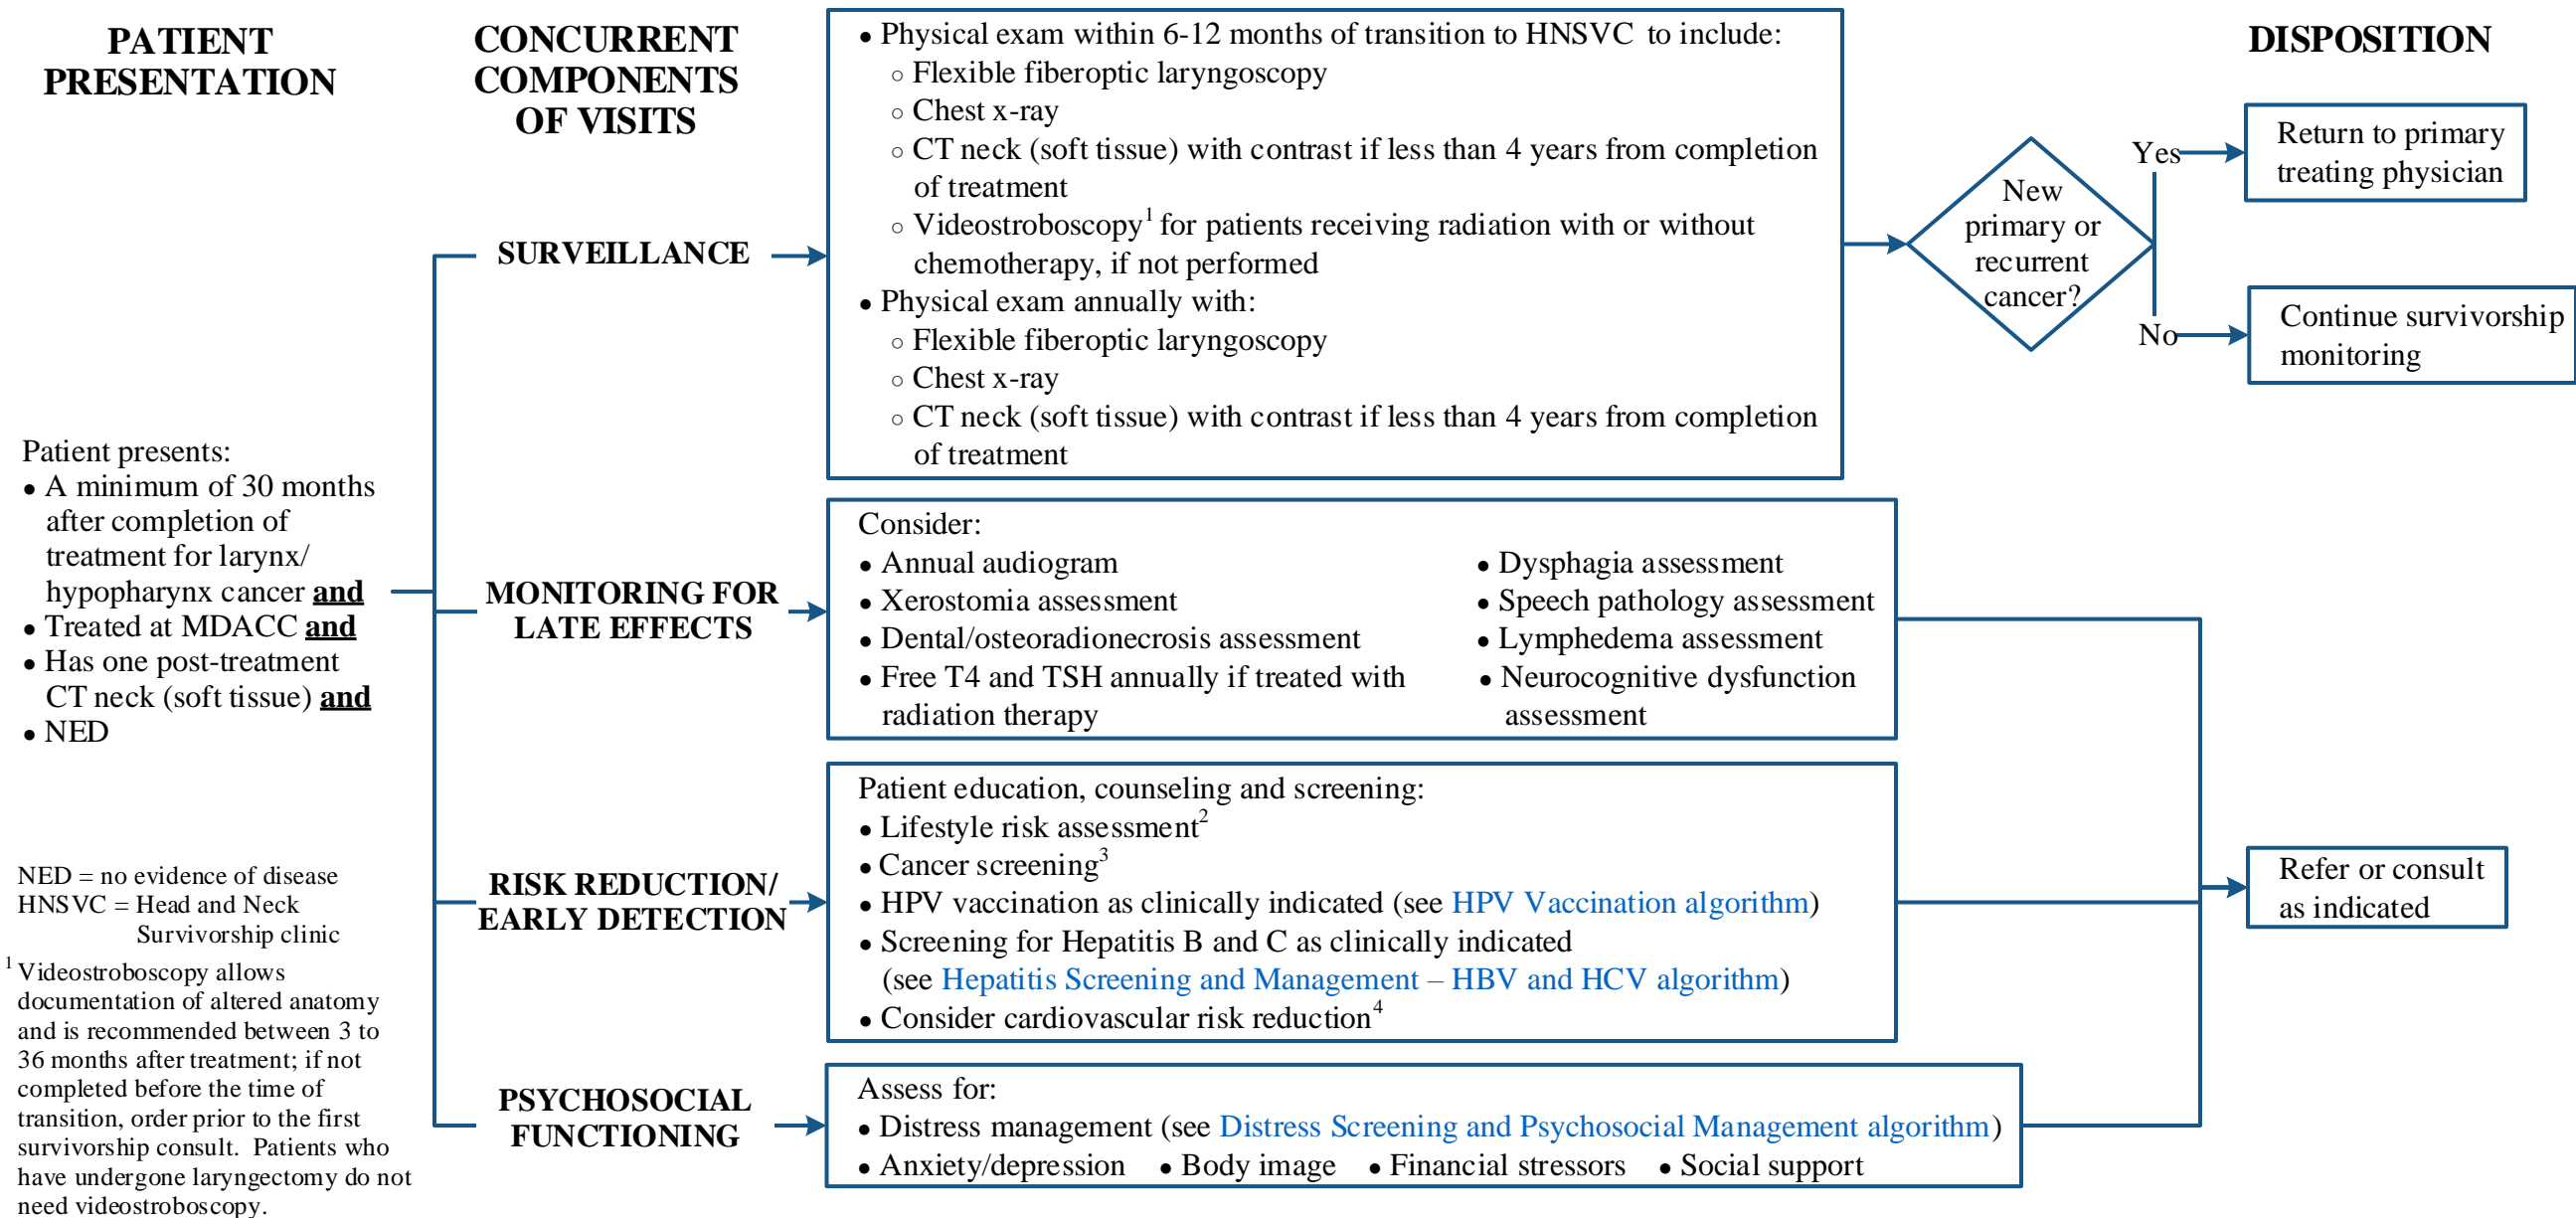 PATIENT
PRESENTATION
CONCURRENT
COMPONENTS
OF VISITS
DISPOSITION
Patient presents:
● A minimum of 30 months
after completion of
treatment for larynx/
hypopharynx cancer and
● Treated at MDACC and
● Has one post-treatment
CT neck (soft tissue) and
● NED
SURVEILLANCE
● Physical exam within 6-12 months of transition to HNSVC to include:
○ Flexible fiberoptic laryngoscopy
○ Chest x-ray
○ CT neck (soft tissue) with contrast if less than 4 years from completion
of treatment
○ Videostroboscopy1 for patients receiving radiation with or without
chemotherapy, if not performed
● Physical exam annually with:
○ Flexible fiberoptic laryngoscopy
○ Chest x-ray
○ CT neck (soft tissue) with contrast if less than 4 years from completion
of treatment
New
primary or
recurrent
cancer?
Yes
Return to primary
treating physician
No
Continue survivorship
monitoring
MONITORING FOR
LATE EFFECTS
Consider:
● Annual audiogram
● Xerostomia assessment
● Dental/osteoradionecrosis assessment
● Free T4 and TSH annually if treated with
radiation therapy
● Dysphagia assessment
● Speech pathology assessment
● Lymphedema assessment
● Neurocognitive dysfunction
assessment
RISK REDUCTION/
EARLY DETECTION
Patient education, counseling and screening:
● Lifestyle risk assessment2
● Cancer screening3
● HPV vaccination as clinically indicated (see HPV Vaccination algorithm)
● Screening for Hepatitis B and C as clinically indicated
(see Hepatitis Screening and Management – HBV and HCV algorithm)
● Consider cardiovascular risk reduction4
PSYCHOSOCIAL
FUNCTIONING
Assess for:
● Distress management (see Distress Screening and Psychosocial Management algorithm)
● Anxiety/depression ● Body image ● Financial stressors ● Social support
Refer or consult
as indicated
NED = no evidence of disease
HNSVC = Head and Neck
Survivorship clinic
1 Videostroboscopy allows
documentation of altered anatomy
and is recommended between 3 to
36 months after treatment; if not
completed before the time of
transition, order prior to the first
survivorship consult. Patients who
have undergone laryngectomy do not
need videostroboscopy.